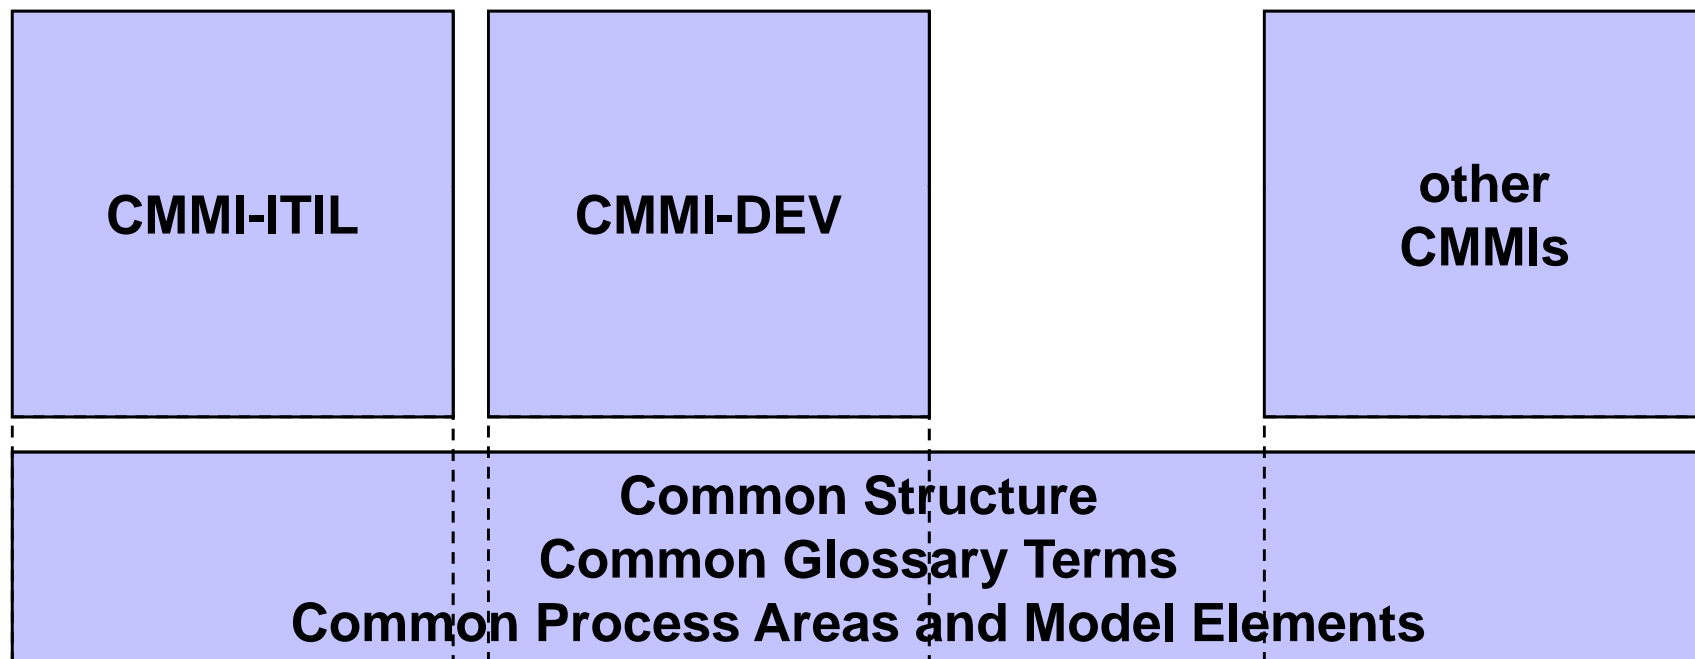 CMMI-ITIL
CMMI-DEV
other
CMMIs
Common Structure
Common Glossary Terms
Common Process Areas and Model Elements